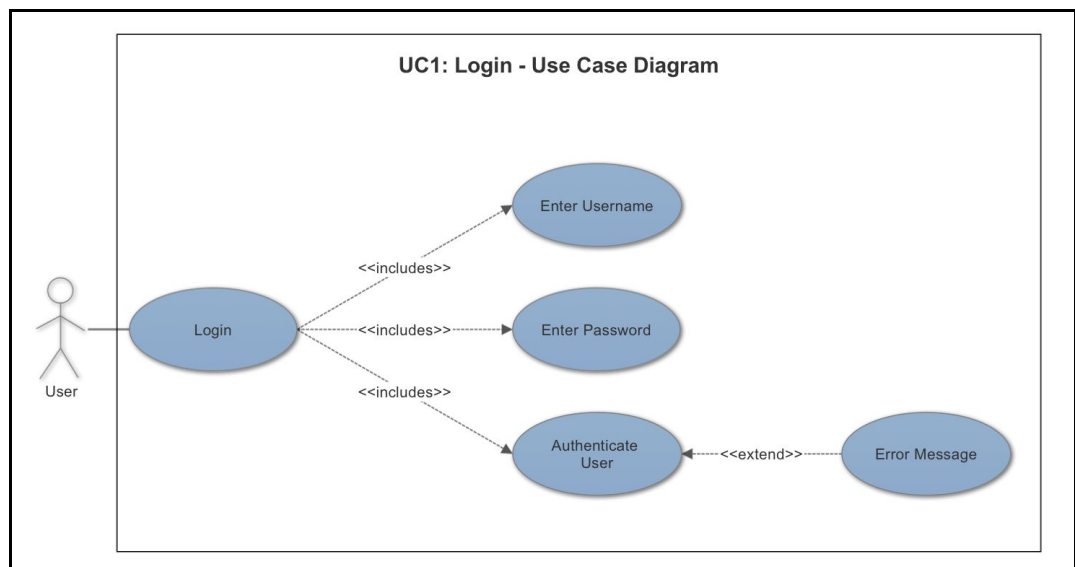 UC1: Login - Use Case Diagram
Enter Username
<<includes>>
Login
<<includes>>
Enter Password
User
<<includes>>
Authenticate
User
<<extend>>
Error Message